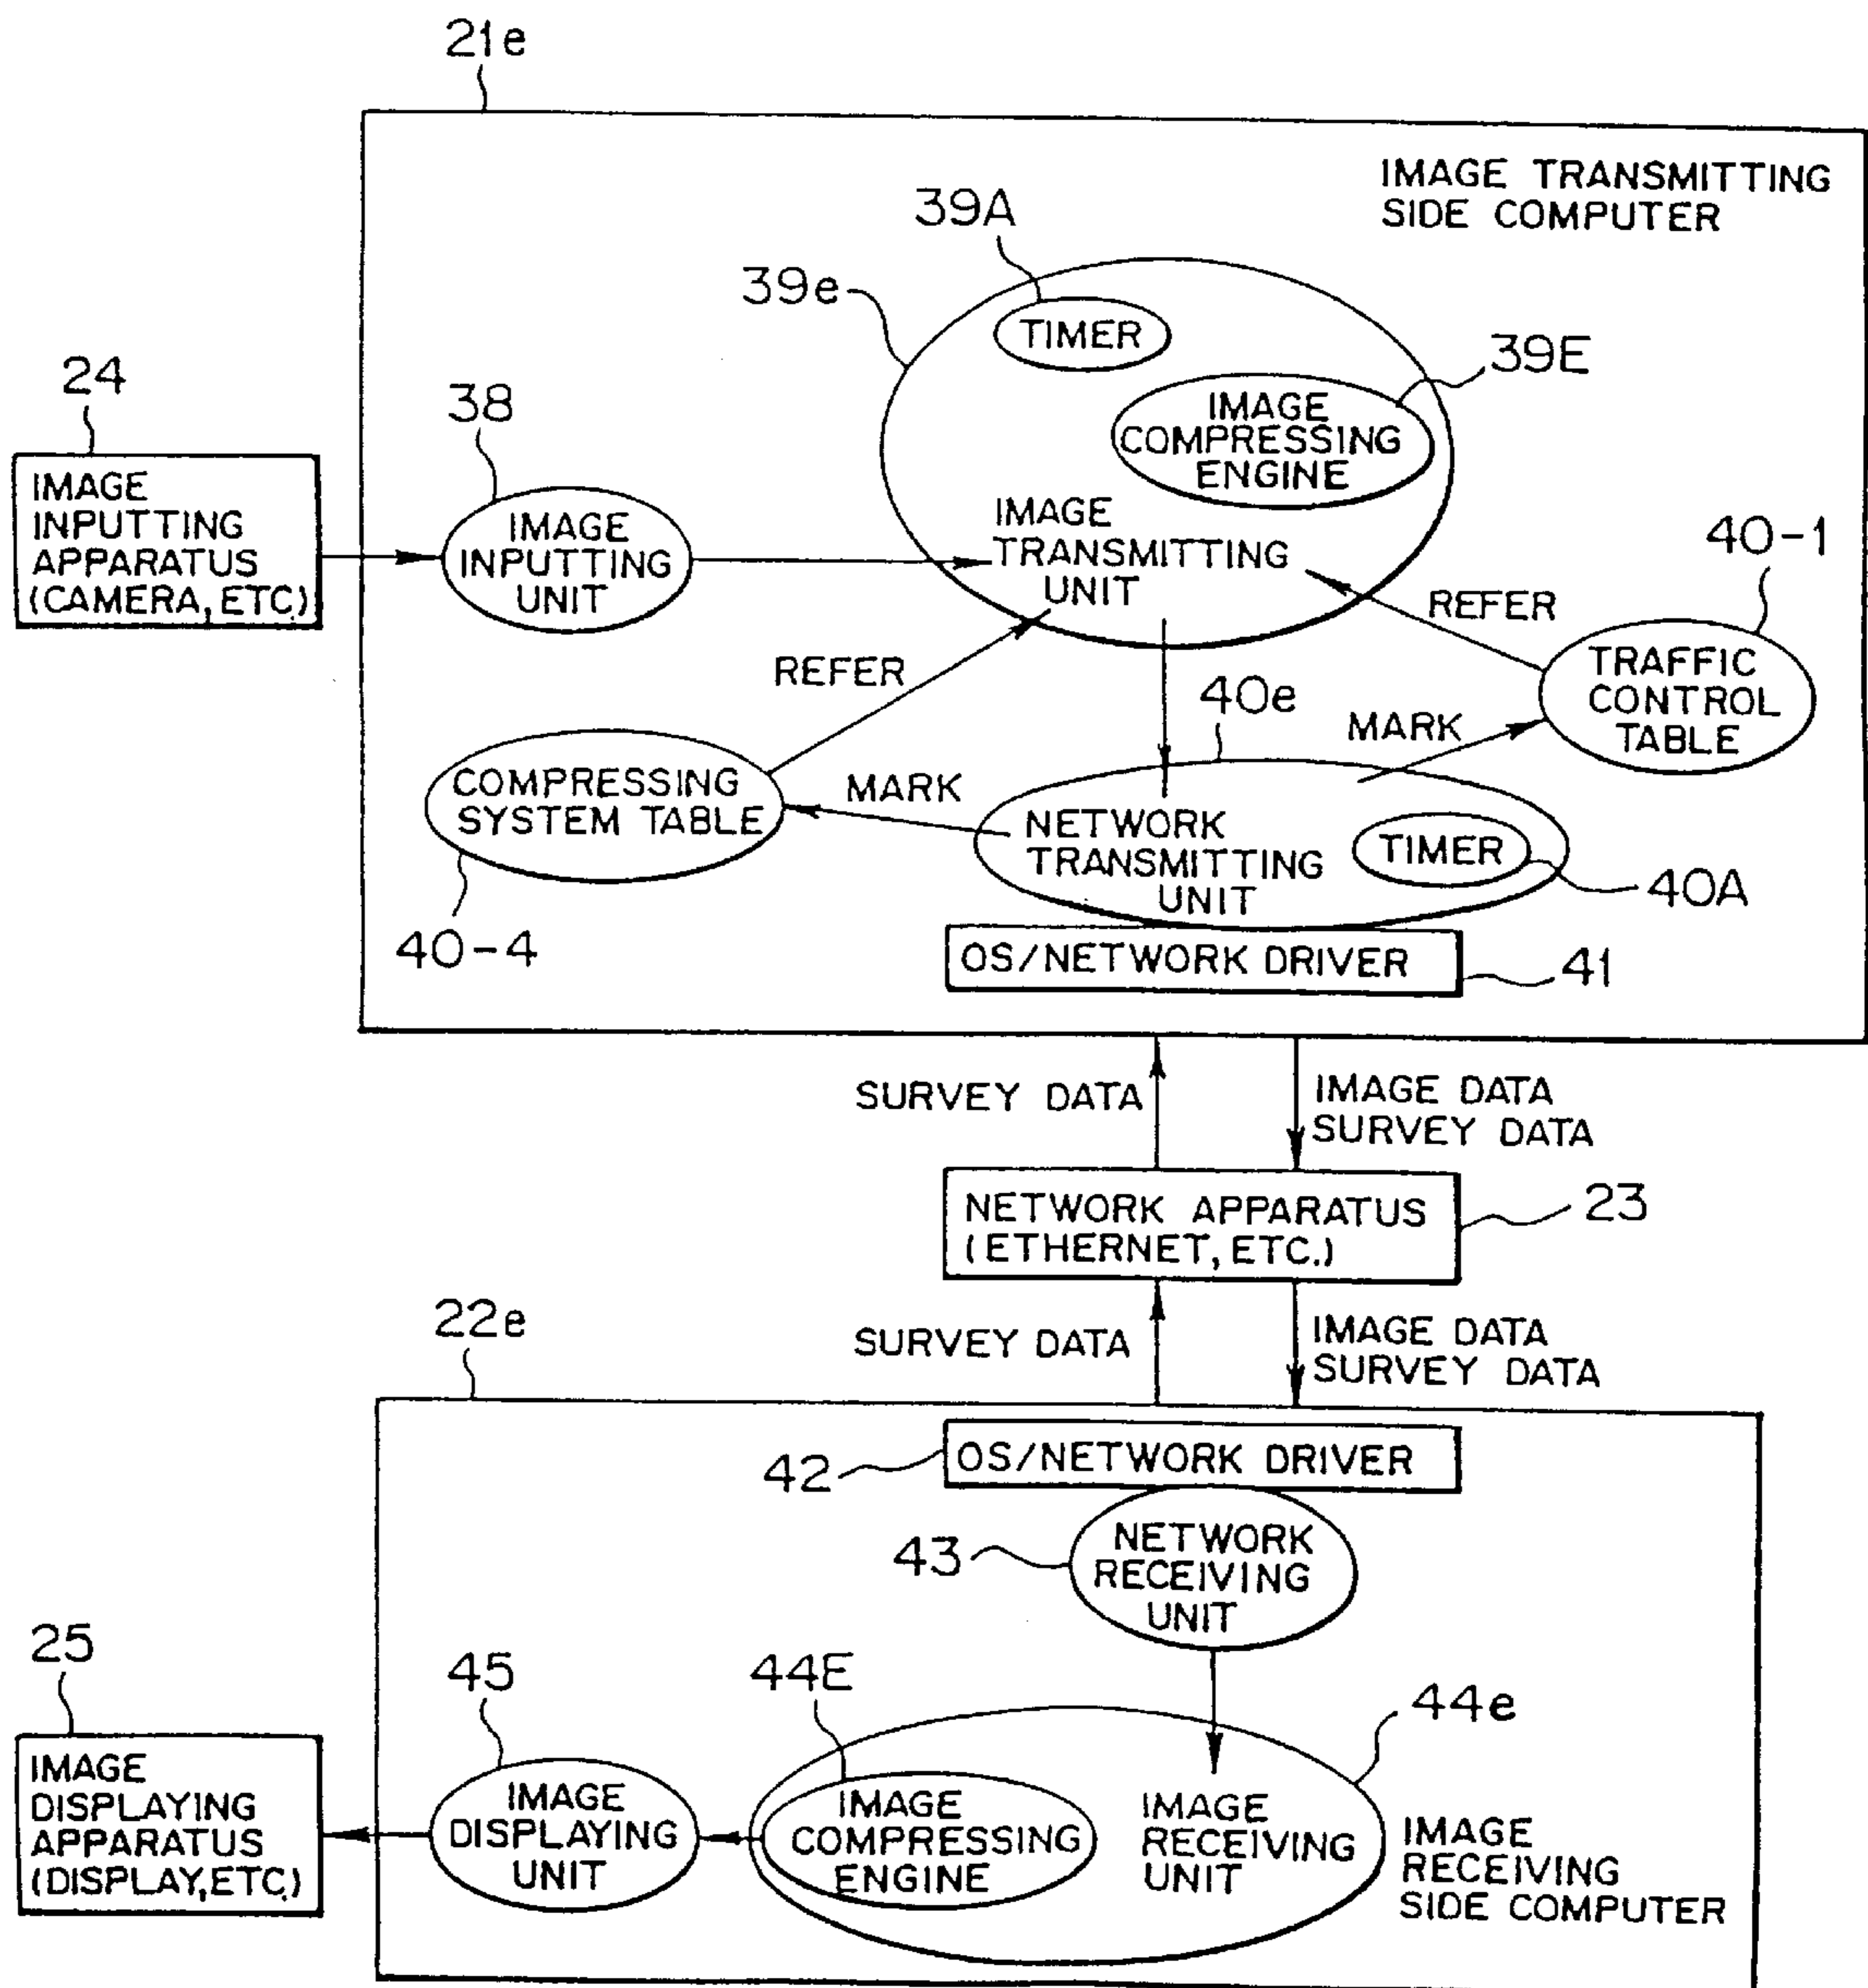 21e
IMAGE TRANSMITTING
SIDE COMPUTER
39A
39e
TIMER
39E
IMAGE
COMPRESSING
ENGINE
24
38
IMAGE
INPUTTING
APPARATUS
(CAMERA, ETC)
IMAGE
INPUTTING
UNIT
IMAGE
TRANSMITTING
UNIT
40-1
REFER
REFER
TRAFFIC
CONTROL
TABLE
40e
MARK
COMPRESSING
SYSTEM TABLE
MARK
NETWORK
TRANSMITTING
UNIT
TIMER
40A
40-4
OS/NETWORK DRIVER
41
SURVEY DATA
IMAGE DATA
SURVEY DATA
NETWORK APPARATUS
(ETHERNET, ETC.)
23
22e
SURVEY DATA
IMAGE DATA
SURVEY DATA
42
OS/NETWORK DRIVER
43
NETWORK
RECEIVING
UNIT
25
45
44E
44e
IMAGE
DISPLAYING
APPARATUS
(DISPLAY, ETC.)
IMAGE
DISPLAYING
UNIT
IMAGE
COMPRESSING
ENGINE
IMAGE
RECEIVING
UNIT
IMAGE
RECEIVING
SIDE COMPUTER